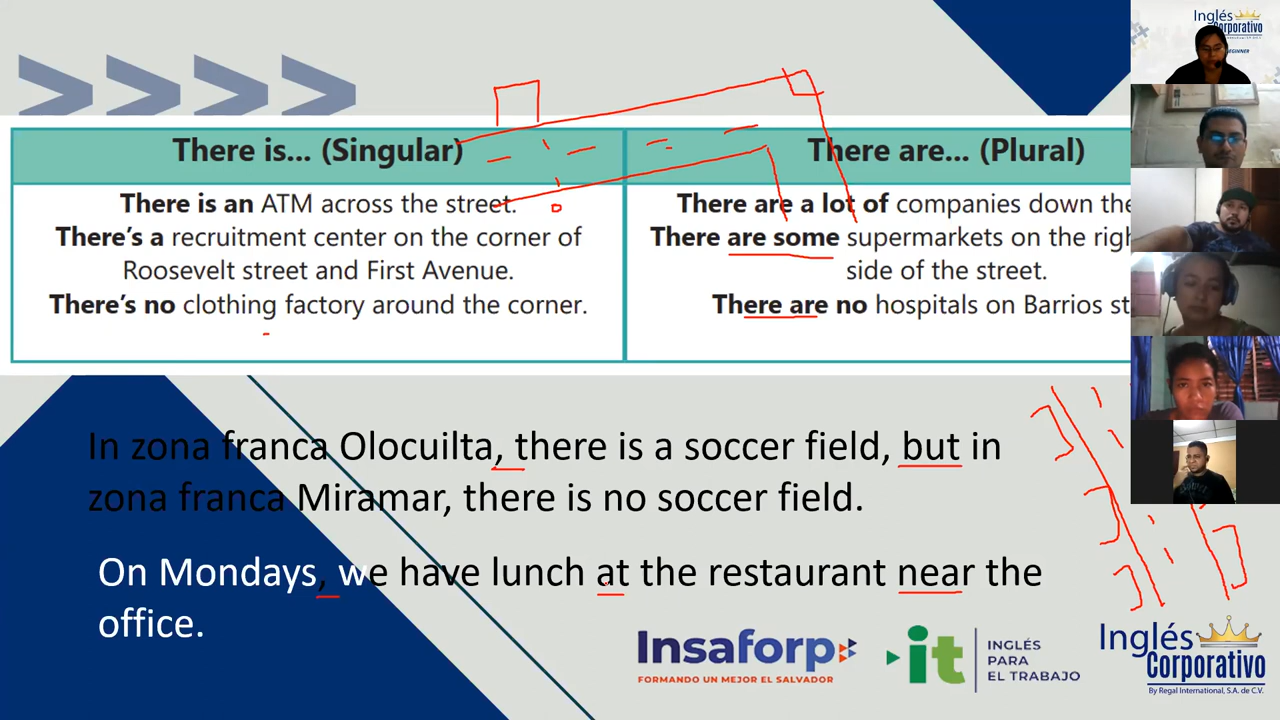 Inglés
Corporativo
There is... (Singular)
There are... (Plural)
There is an ATM across the street.
There's a recruitment center on the corner of
Roosevelt street and First Avenue.
There's no clothing factory around the corner.
There are a lot of companies down the
There are some supermarkets on the
side of the street.
There are no hospitals on Barrios
In zona franca Olocuilta, there is a soccer field, but in
zona franca Miramar, there is no soccer field.
On Mondays, we have lunch at the restaurant near the
office.
Insaforp
FORMANDO UN MEJOR EL SALVADOR
it
INGLÉS
PARA
EL TRABAJO
Inglés
Corporativo
By Regal International, S.A. de C.V.